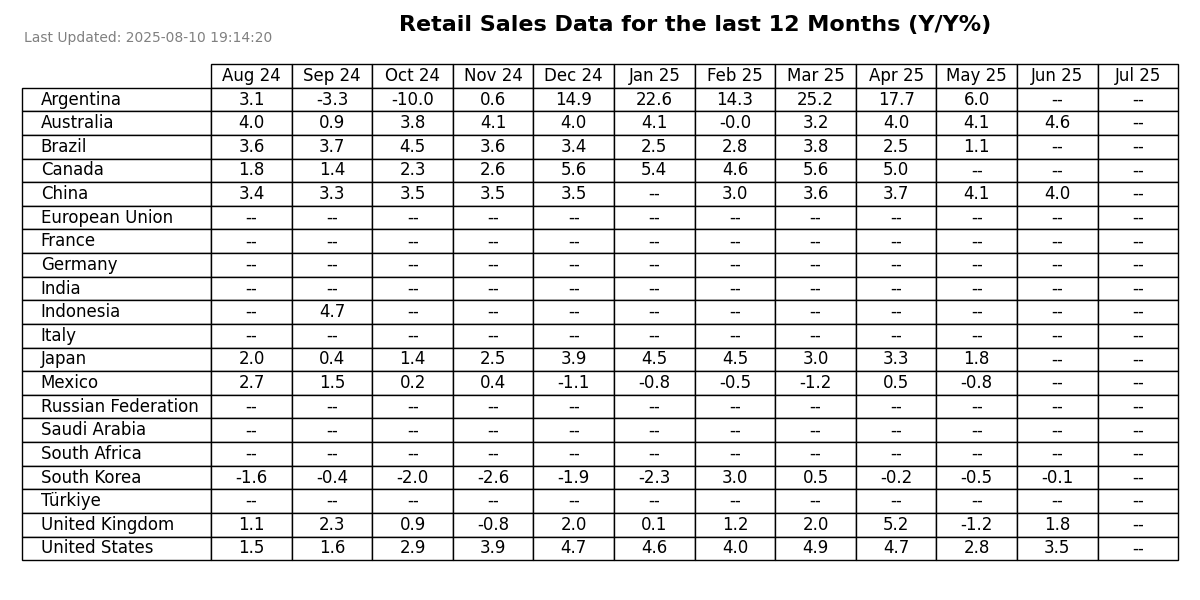 Retail Sales Data for the last 12 Months (Y/Y%)
Last Updated: 2025-08-10 19:14:20
Aug 24 Sep 24 Oct 24 Nov 24 Dec 24 Jan 25 Feb 25 Mar 25 Apr 25 May 25 Jun 25 Jul 25
Argentina 3.1 -3.3 -10.0 0.6 14.9 22.6 14.3 25.2 17.7 6.0 -- --
Australia 4.0 0.9 3.8 4.1 4.0 4.1 -0.0 3.2 4.0 4.1 4.6 --
Brazil 3.6 3.7 4.5 3.6 3.4 2.5 2.8 3.8 2.5 1.1 -- --
Canada 1.8 1.4 2.3 2.6 5.6 5.4 4.6 5.6 5.0 -- -- --
China 3.4 3.3 3.5 3.5 3.5 -- 3.0 3.6 3.7 4.1 4.0 --
European Union -- -- -- -- -- -- -- -- -- -- -- --
France -- -- -- -- -- -- -- -- -- -- -- --
Germany -- -- -- -- -- -- -- -- -- -- -- --
India -- -- -- -- -- -- -- -- -- -- -- --
Indonesia -- 4.7 -- -- -- -- -- -- -- -- -- --
Italy -- -- -- -- -- -- -- -- -- -- -- --
Japan 2.0 0.4 1.4 2.5 3.9 4.5 4.5 3.0 3.3 1.8 -- --
Mexico 2.7 1.5 0.2 0.4 -1.1 -0.8 -0.5 -1.2 0.5 -0.8 -- --
Russian Federation -- -- -- -- -- -- -- -- -- -- -- --
Saudi Arabia -- -- -- -- -- -- -- -- -- -- -- --
South Africa -- -- -- -- -- -- -- -- -- -- -- --
South Korea -1.6 -0.4 -2.0 -2.6 -1.9 -2.3 3.0 0.5 -0.2 -0.5 -0.1 --
Türkiye -- -- -- -- -- -- -- -- -- -- -- --
United Kingdom 1.1 2.3 0.9 -0.8 2.0 0.1 1.2 2.0 5.2 -1.2 1.8 --
United States 1.5 1.6 2.9 3.9 4.7 4.6 4.0 4.9 4.7 2.8 3.5 --